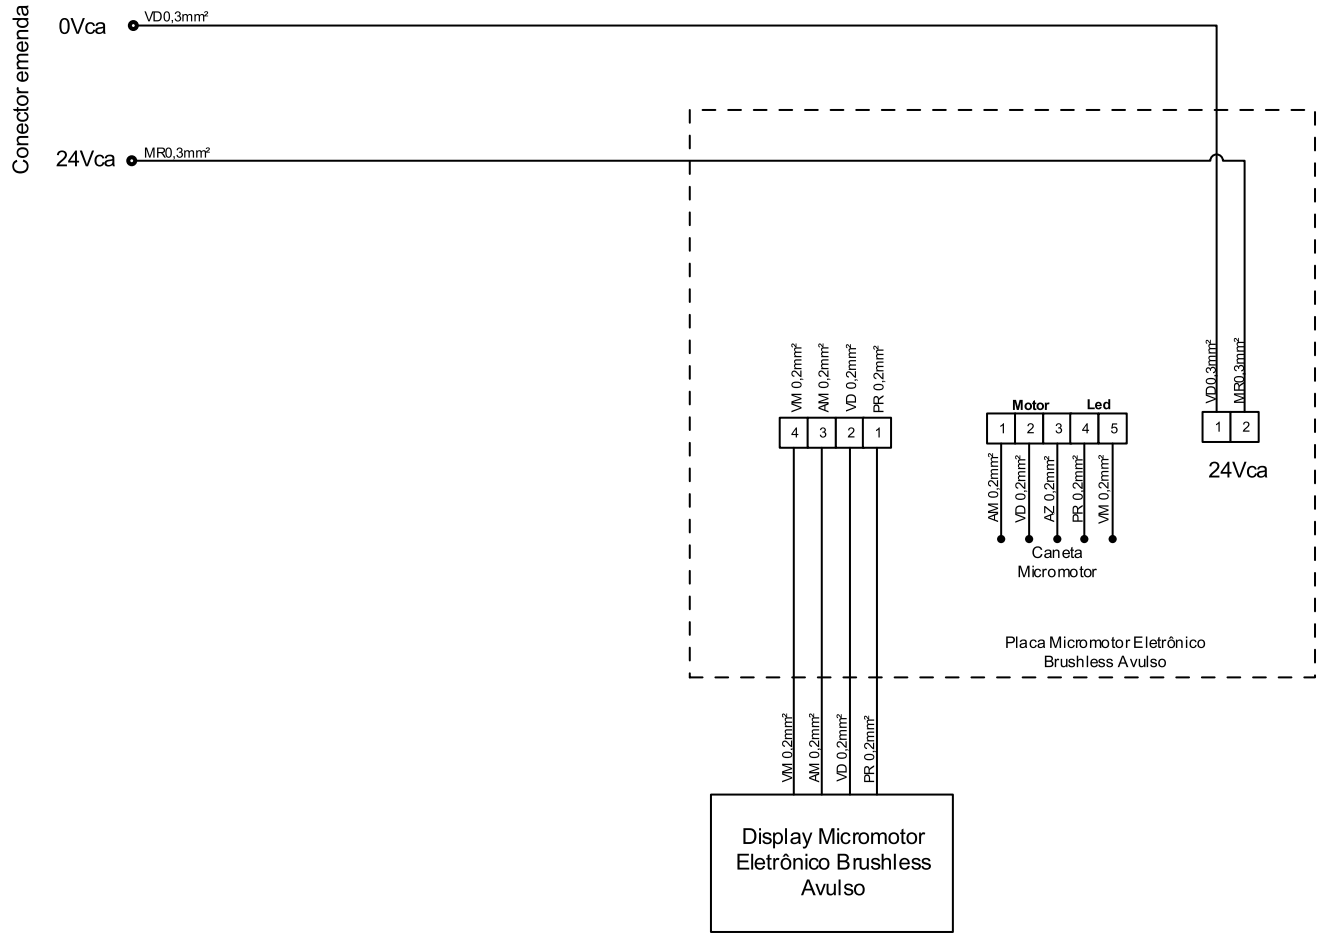 Conector emenda
0Vca
VD0,3mm²
24Vca
MR0,3mm²
VM 0,2mm²
AM 0,2mm²
VD 0,2mm²
PR 0,2mm²
4
3
2
1
Motor
Led
1
2
3
4
5
AM 0,2mm²
VD 0,2mm²
AZ 0,2mm²
PR 0,2mm²
VM 0,2mm²
Caneta
Micromotor
VD0,3mm²
MR0,3mm²
1
2
24Vca
Placa Micromotor Eletrônico
Brushless Avulso
VM 0,2mm²
AM 0,2mm²
VD 0,2mm²
PR 0,2mm²
Display Micromotor
Eletrônico Brushless
Avulso